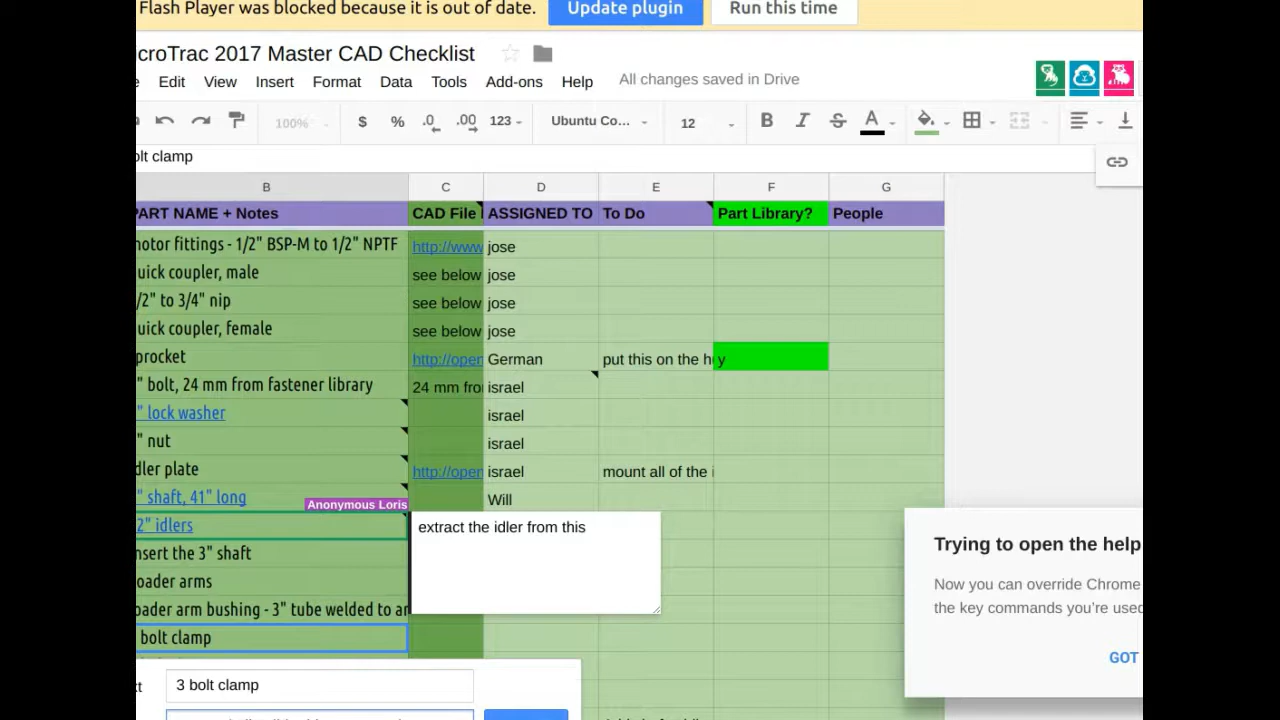 Flash Player was blocked because it is out of date. Update plugin Run this time
croTrac 2017 Master CAD Checklist
Edit View Insert Format Data Tools Add-ons Help All changes saved in Drive
100% $ % .0 .00 123 Ubuntu Co... 12 B I S A
olt clamp
B C D E F G
PART NAME + Notes CAD File ASSIGNED TO To Do Part Library? People
otor fittings - 1/2" BSP-M to 1/2" NPTF http://www jose
uick coupler, male see below jose
/2" to 3/4" nip see below jose
uick coupler, female see below jose
procket http://open German put this on the h y
" bolt, 24 mm from fastener library 24 mm fro israel
" lock washer israel
" nut israel
dler plate http://open israel mount all of the i
" shaft, 41" long Will
Anonymous Loris
2" idlers
extract the idler from this
nsert the 3" shaft
oader arms
oader arm bushing - 3" tube welded to ar
bolt clamp
Trying to open the help
Now you can override Chrome
the key commands you're used
GOT
xt 3 bolt clamp